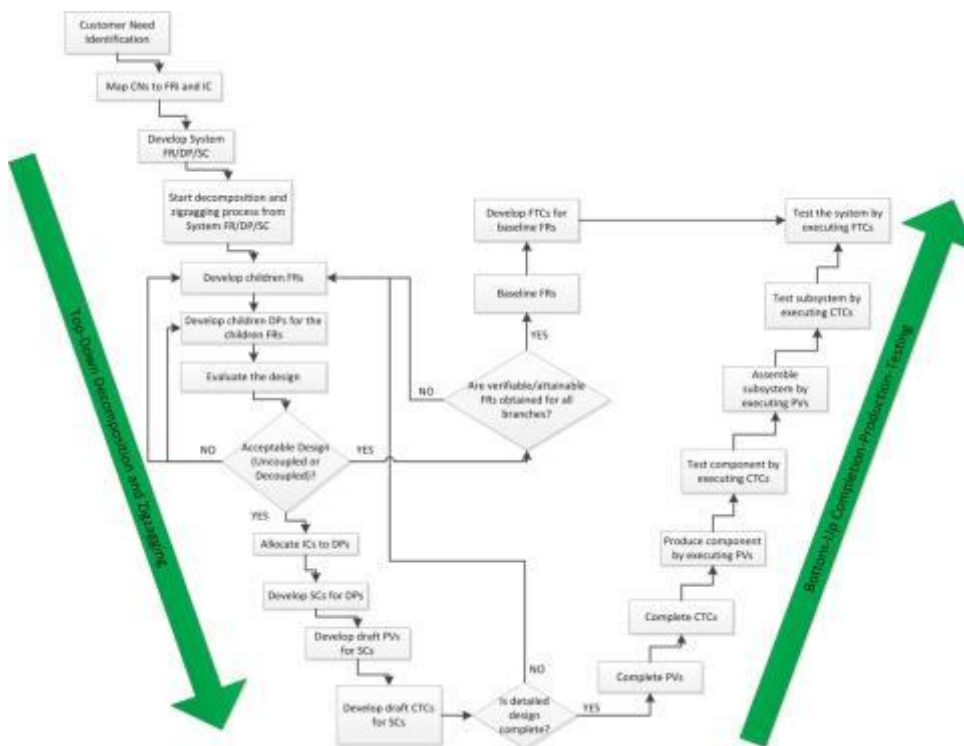 Customer Need
Identification
Map CNs to FRi and IC
Develop System
FR/DP/SC
Start decomposition and
zigzagging process from
System FR/DP/SC
Develop children FRs
Develop children DPs for the
children FRs
Evaluate the design
Acceptable Design
(Uncoupled or
Decoupled)?
NO
YES
YES
Allocate ICs to DPs
Develop SCs for DPs
Develop draft PVs
for SCs
Develop draft CTCs
for SCs
Is detailed
design
complete?
NO
YES
Are verifiable/attainable
FRs obtained for all
branches?
NO
YES
Baseline FRs
Develop FTCs for
baseline FRs
Complete PVs
Complete CTCs
Produce component
by executing PVs
Test component by
executing CTCs
Assemble
subsystem by
executing PVs
Test subsystem by
executing CTCs
Test the system by
executing FTCs
Top-Down Decomposition and Zigzagging
Bottoms-Up Completion-Production-Testing